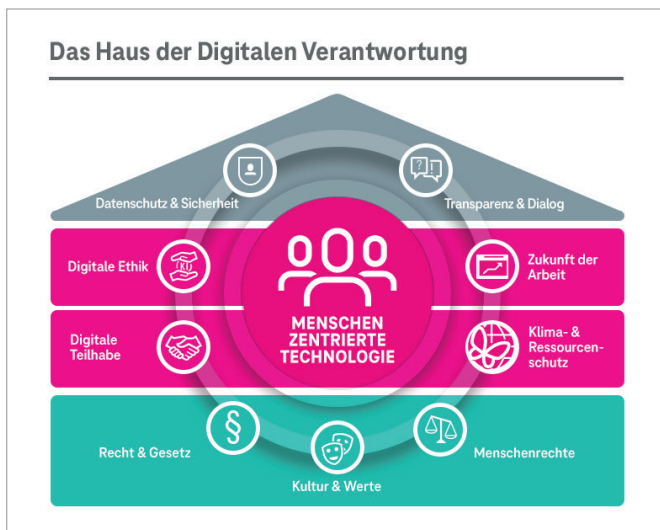 Das Haus der Digitalen Verantwortung
? !
Datenschutz & Sicherheit
Transparenz & Dialog
Digitale Ethik
KI
Zukunft der
Arbeit
MENSCHEN
ZENTRIERTE
TECHNOLOGIE
Digitale
Teilhabe
Klima- &
Ressourcen-
schutz
§
Recht & Gesetz
Kultur & Werte
Menschenrechte